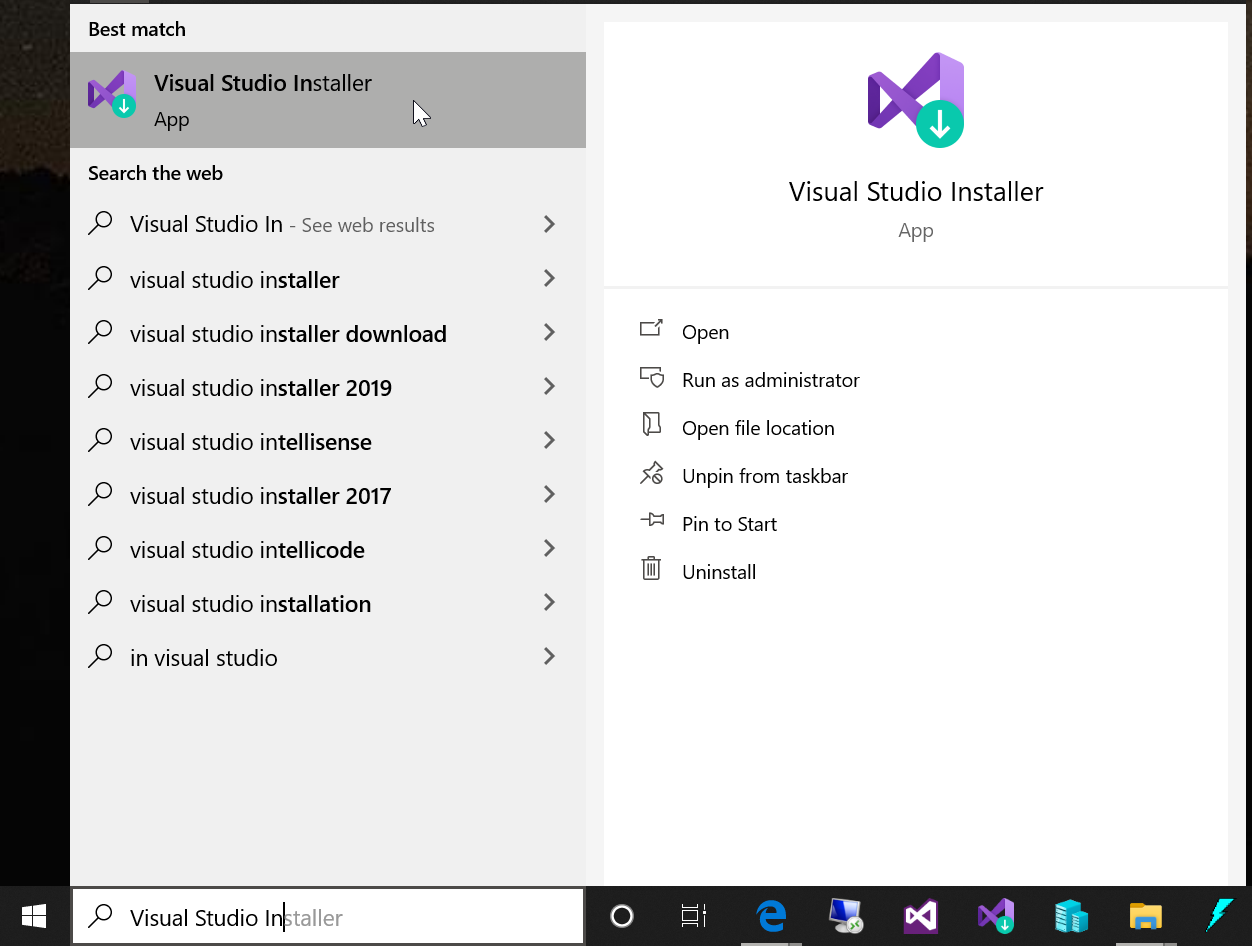 Best match
Visual Studio Installer
App
Search the web
Visual Studio In - See web results
visual studio installer
visual studio installer download
visual studio installer 2019
visual studio intellisense
visual studio installer 2017
visual studio intellicode
visual studio installation
in visual studio
Visual Studio Installer
App
Open
Run as administrator
Open file location
Unpin from taskbar
Pin to Start
Uninstall
Visual Studio Installer